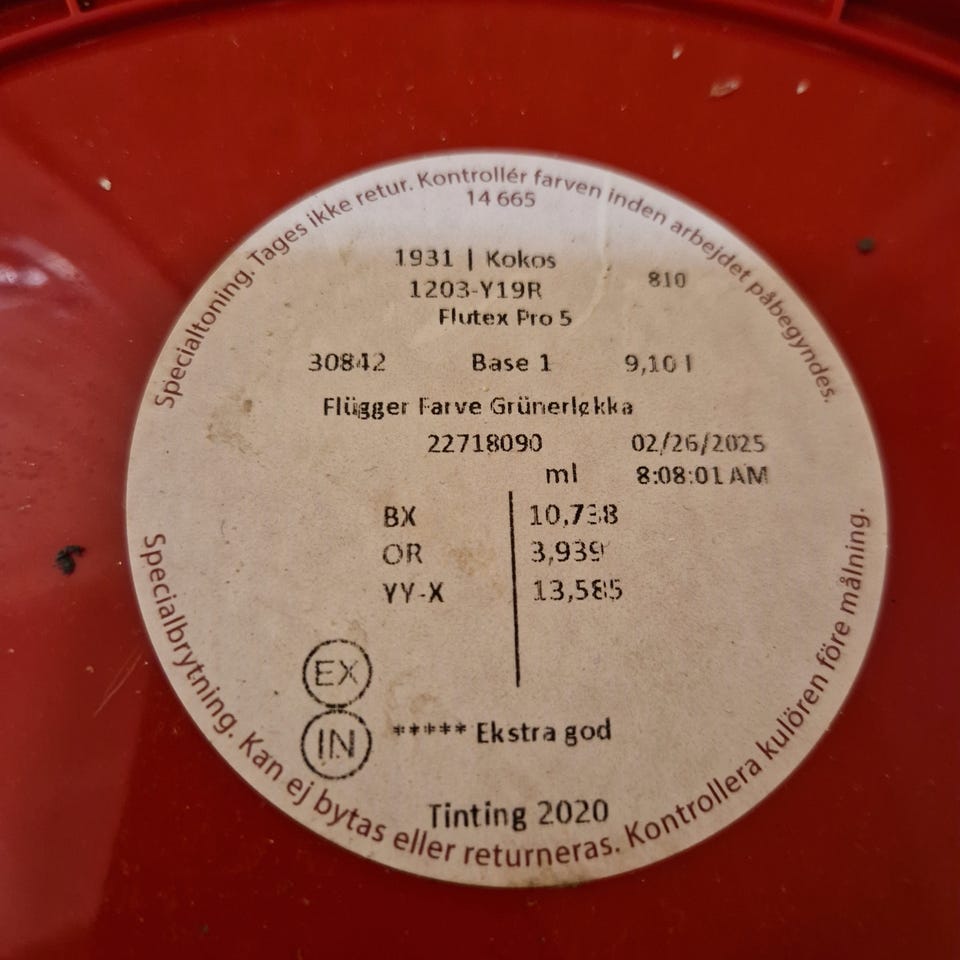 Specialtoning. Tages ikke retur. Kontrollér farven inden arbejdet påbegyndes.
14 665
1931 | Kokos
810
1203-Y19R
Flutex Pro 5
30842 Base 1 9,10 l
Flügger Farve Grünerløkka
22718090 02/26/2025
ml 8:08:01 AM
BX 10,738
OR 3,939
YY-X 13,585
EX
IN ***** Ekstra god
Tinting 2020
Specialbrytning. Kan ej bytas eller returneras. Kontrollera kulören före målning.